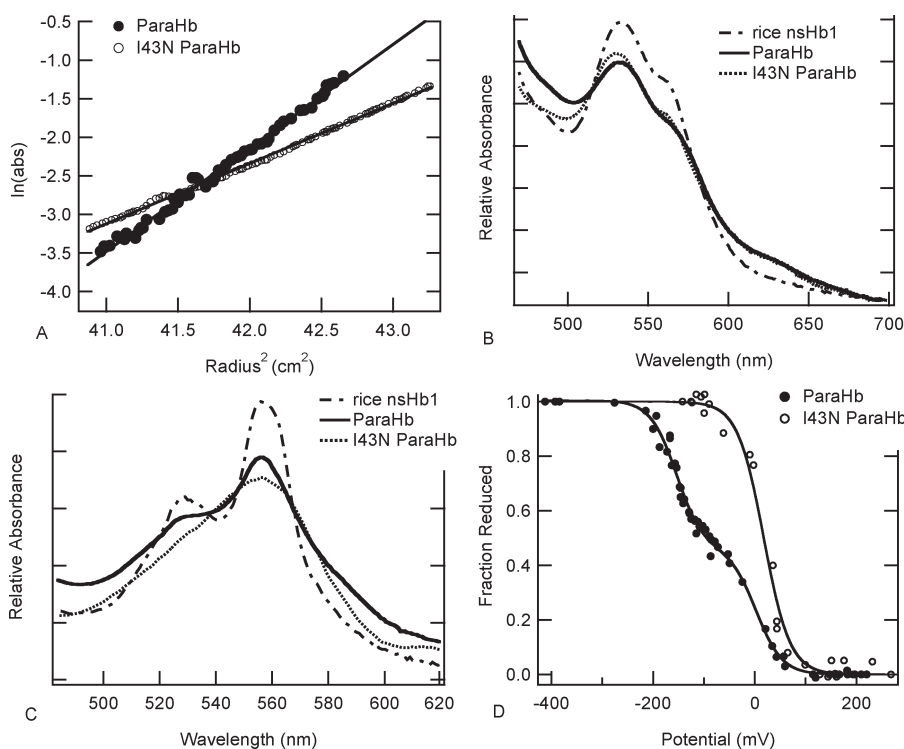 -0.5
-1.0
-1.5
-2.0
-2.5
-3.0
-3.5
-4.0
ln(abs)
ParaHb
I43N ParaHb
41.0 41.5 42.0 42.5 43.0
Radius2 (cm2)
A
Relative Absorbance
rice nsHb1
ParaHb
I43N ParaHb
500 550 600 650 700
Wavelength (nm)
B
Relative Absorbance
rice nsHb1
ParaHb
I43N ParaHb
500 520 540 560 580 600 620
Wavelength (nm)
C
1.0
0.8
0.6
0.4
0.2
0.0
Fraction Reduced
ParaHb
I43N ParaHb
-400 -200 0 200
Potential (mV)
D